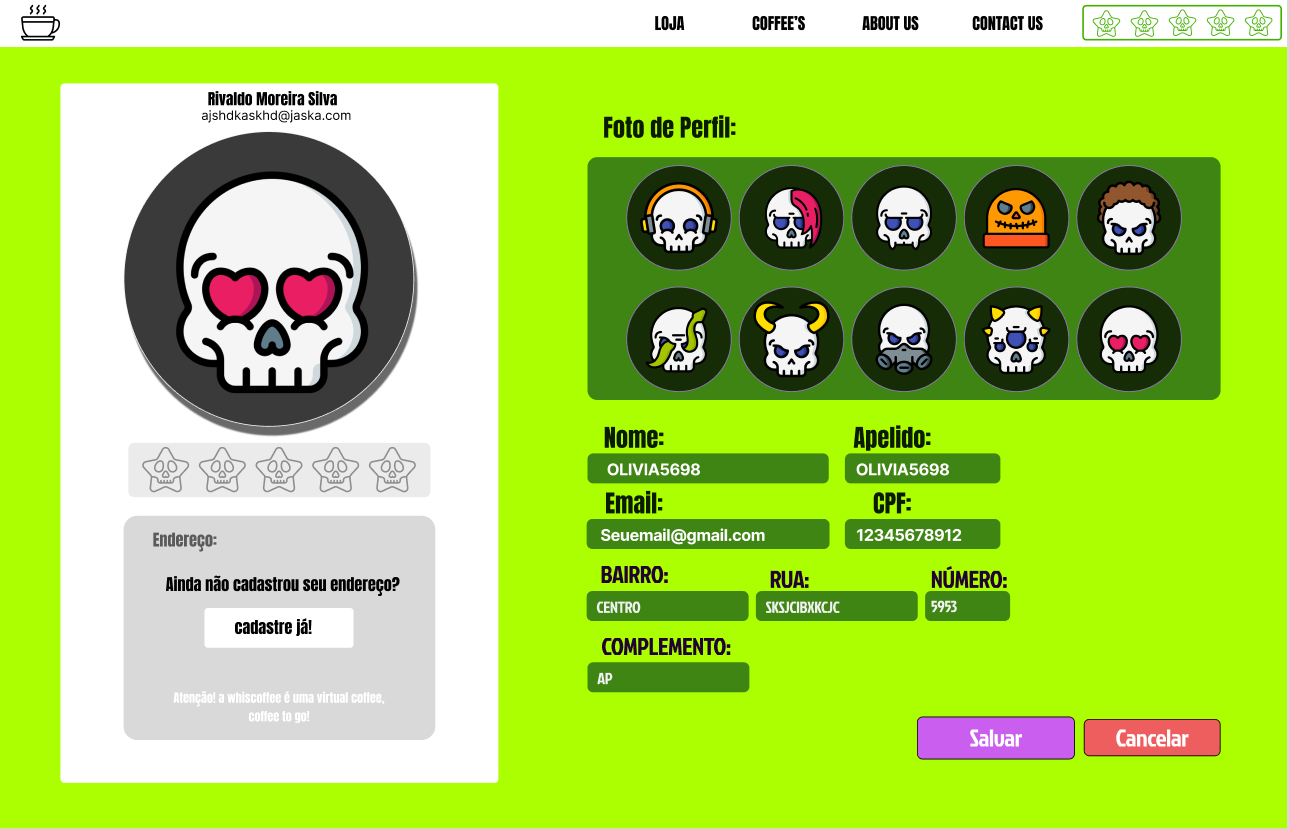 LOJA
COFFEE'S
ABOUT US
CONTACT US
Rivaldo Moreira Silva
ajshdkaskhd@jaska.com
Endereço:
Ainda não cadastrou seu endereço?
cadastre já!
Atenção! a whiscoffee é uma virtual coffee,
coffee to go!
Foto de Perfil:
Nome:
Apelido:
OLIVIA5698
OLIVIA5698
Email:
CPF:
Seuemail@gmail.com
12345678912
BAIRRO:
RUA:
NÚMERO:
CENTRO
SKSJCIBXKCJC
5953
COMPLEMENTO:
AP
Salvar
Cancelar